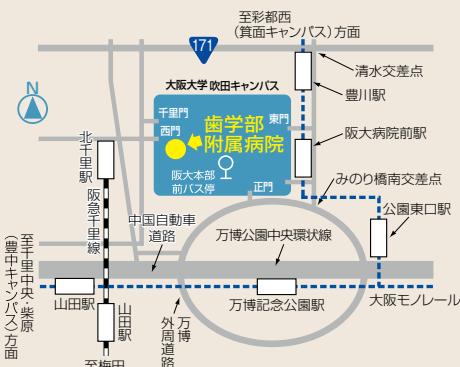 至彩都西
(箕面キャンパス)方面
171
清水交差点
大阪大学 吹田キャンパス
豊川駅
N
千里門
東門
西門
歯学部
附属病院
阪大病院前駅
北千里駅
阪大本部
前バス停
正門
みのり橋南交差点
阪急千里線
公園東口駅
中国自動車
道路
万博公園中央環状線
至千里中央・柴原
(豊中キャンパス)方面
山田駅
万博記念公園駅
大阪モノレール
山田駅
万博
外周道路
至梅田